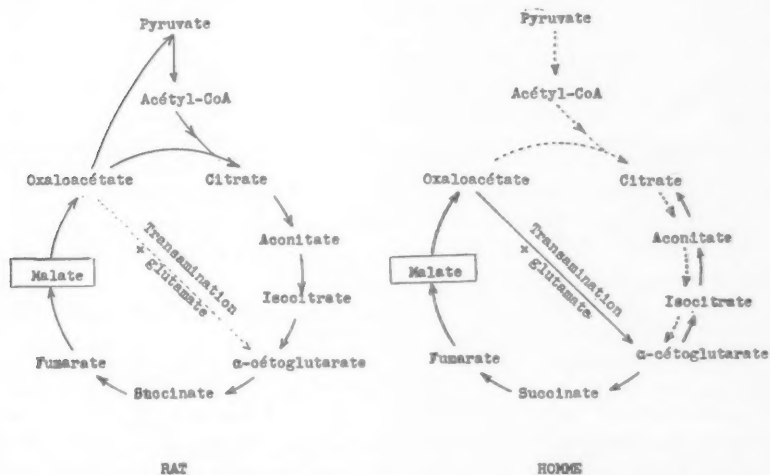 Pyruvate
Acétyl-CoA
Oxaloacétate
Citrate
Transamination
+ glutamate
Aconitate
Malate
Isocitrate
Fumarate
α-cétoglutarate
Succinate
RAT
Pyruvate
Acétyl-CoA
Oxaloacétate
Citrate
Transamination
+ glutamate
Aconitate
Malate
Isocitrate
Fumarate
α-cétoglutarate
Succinate
HOMME